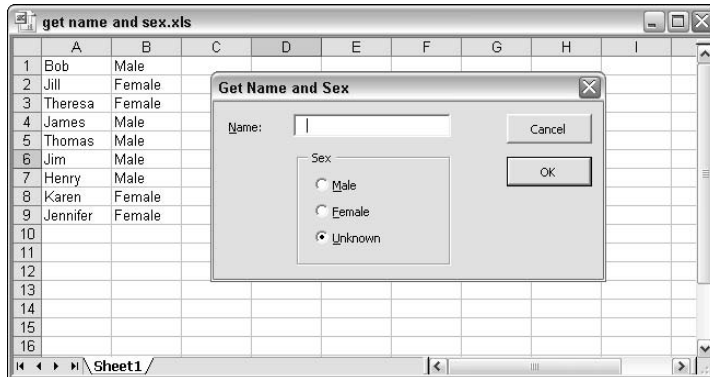 get name and sex.xls
A B C D E F G H I
1 Bob Male
2 Jill Female
3 Theresa Female
4 James Male
5 Thomas Male
6 Jim Male
7 Henry Male
8 Karen Female
9 Jennifer Female
10
11
12
13
14
15
16
Get Name and Sex
Name:
Cancel
Sex
OK
Male
Female
Unknown
Sheet1